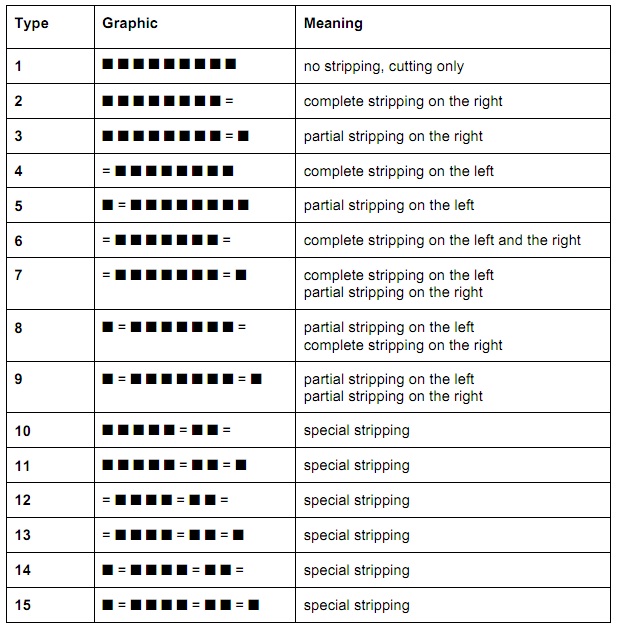 Type Graphic Meaning
1 ■ ■ ■ ■ ■ ■ ■ ■ ■ no stripping, cutting only
2 ■ ■ ■ ■ ■ ■ ■ ■ = complete stripping on the right
3 ■ ■ ■ ■ ■ ■ ■ ■ = ■ partial stripping on the right
4 = ■ ■ ■ ■ ■ ■ ■ ■ complete stripping on the left
5 ■ = ■ ■ ■ ■ ■ ■ ■ ■ partial stripping on the left
6 = ■ ■ ■ ■ ■ ■ ■ = complete stripping on the left and the right
7 = ■ ■ ■ ■ ■ ■ ■ = ■ complete stripping on the left
partial stripping on the right
8 ■ = ■ ■ ■ ■ ■ ■ ■ = partial stripping on the left
complete stripping on the right
9 ■ = ■ ■ ■ ■ ■ ■ ■ = ■ partial stripping on the left
partial stripping on the right
10 ■ ■ ■ ■ ■ = ■ ■ = special stripping
11 ■ ■ ■ ■ ■ = ■ ■ = ■ special stripping
12 = ■ ■ ■ ■ = ■ ■ = special stripping
13 = ■ ■ ■ ■ = ■ ■ = ■ special stripping
14 ■ = ■ ■ ■ ■ = ■ ■ = special stripping
15 ■ = ■ ■ ■ ■ = ■ ■ = ■ special stripping